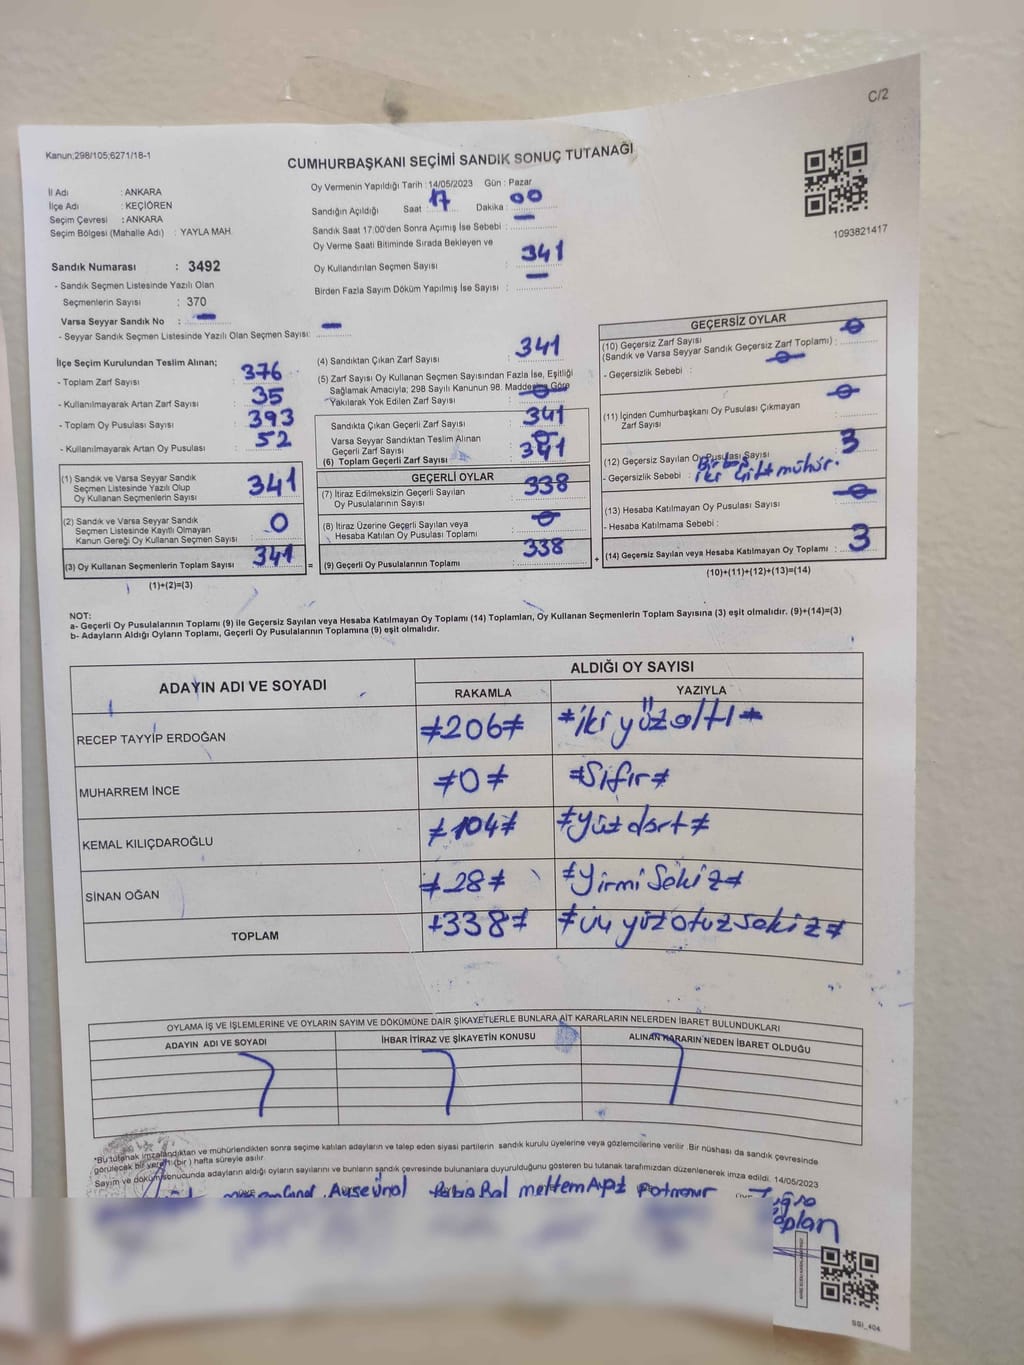 C/2
Kanun;298/105;6271/18-1
CUMHURBAŞKANI SEÇİMİ SANDIK SONUÇ TUTANAĞI
1093821417
İl Adı : ANKARA
İlçe Adı : KEÇİÖREN
Seçim Çevresi : ANKARA
Seçim Bölgesi (Mahalle Adı) : YAYLA MAH.
Sandık Numarası : 3492
- Sandık Seçmen Listesinde Yazılı Olan
Seçmenlerin Sayısı : 370
Varsa Seyyar Sandık No : —
- Seyyar Sandık Seçmen Listesinde Yazılı Olan Seçmen Sayısı: —
Oy Vermenin Yapıldığı Tarih : 14/05/2023 Gün : Pazar
Sandığın Açıldığı Saat : 17 Dakika : 00
Sandık Saat 17:00'den Sonra Açımış İse Sebebi : —
Oy Verme Saati Bitiminde Sırada Bekleyen ve
Oy Kullandırılan Seçmen Sayısı : 341
Birden Fazla Sayım Döküm Yapılmış İse Sayısı : —
İlçe Seçim Kurulundan Teslim Alınan;
- Toplam Zarf Sayısı : 376
- Kullanılmayarak Artan Zarf Sayısı : 35
- Toplam Oy Pusulası Sayısı : 393
- Kullanılmayarak Artan Oy Pusulası : 52
(1) Sandık ve Varsa Seyyar Sandık
Seçmen Listesinde Yazılı Olup
Oy Kullanan Seçmenlerin Sayısı : 341
(2) Sandık ve Varsa Seyyar Sandık
Seçmen Listesinde Kayıtlı Olmayan
Kanun Gereği Oy Kullanan Seçmen Sayısı : 0
(3) Oy Kullanan Seçmenlerin Toplam Sayısı : 341
(1)+(2)=(3)
(4) Sandıktan Çıkan Zarf Sayısı : 341
(5) Zarf Sayısı Oy Kullanan Seçmen Sayısından Fazla İse, Eşitliği
Sağlamak Amacıyla; 298 Sayılı Kanunun 98. Maddesine Göre
Yakılarak Yok Edilen Zarf Sayısı : 0
Sandıkta Çıkan Geçerli Zarf Sayısı : 341
Varsa Seyyar Sandıktan Teslim Alınan
Geçerli Zarf Sayısı : 0
(6) Toplam Geçerli Zarf Sayısı : 341
GEÇERLİ OYLAR
(7) İtiraz Edilmeksizin Geçerli Sayılan
Oy Pusulalarının Sayısı : 338
(8) İtiraz Üzerine Geçerli Sayılan veya
Hesaba Katılan Oy Pusulası Toplamı : 0
(9) Geçerli Oy Pusulalarının Toplamı : 338
=
+
GEÇERSİZ OYLAR
(10) Geçersiz Zarf Sayısı
(Sandık ve Varsa Seyyar Sandık Geçersiz Zarf Toplamı) : 0
- Geçersizlik Sebebi : 0
(11) İçinden Cumhurbaşkanı Oy Pusulası Çıkmayan
Zarf Sayısı : 0
(12) Geçersiz Sayılan Oy Pusulası Sayısı : 3
- Geçersizlik Sebebi : iki mühür.
(13) Hesaba Katılmayan Oy Pusulası Sayısı : 0
- Hesaba Katılmama Sebebi :
(14) Geçersiz Sayılan veya Hesaba Katılmayan Oy Toplamı : 3
(10)+(11)+(12)+(13)=(14)
NOT:
a- Geçerli Oy Pusulalarının Toplamı (9) ile Geçersiz Sayılan veya Hesaba Katılmayan Oy Toplamı (14) Toplamları, Oy Kullanan Seçmenlerin Toplam Sayısına (3) eşit olmalıdır. (9)+(14)=(3)
b- Adayların Aldığı Oyların Toplamı, Geçerli Oy Pusulalarının Toplamına (9) eşit olmalıdır.
ADAYIN ADI VE SOYADI ALDIĞI OY SAYISI
RAKAMLA YAZIYLA
RECEP TAYYİP ERDOĞAN ≠206≠ *iki yüz altı*
MUHARREM İNCE ≠0≠ ≠Sıfır≠
KEMAL KILIÇDAROĞLU ≠104≠ ≠Yüz dört≠
SİNAN OĞAN ≠28≠ ≠Yirmi Sekiz≠
TOPLAM ≠338≠ ≠üç yüz otuz sekiz≠
OYLAMA İŞ VE İŞLEMLERİNE VE OYLARIN SAYIM VE DÖKÜMÜNE DAİR ŞİKAYETLERLE BUNLARA AİT KARARLARIN NELERDEN İBARET BULUNDUKLARI
ADAYIN ADI VE SOYADI İHBAR İTİRAZ VE ŞİKAYETİN KONUSU ALINAN KARARIN NEDEN İBARET OLDUĞU
*Bu tutanak imzalandıktan ve mühürlendikten sonra seçime katılan adayların ve talep eden siyasi partilerin sandık kurulu üyelerine veya gözlemcilerine verilir. Bir nüshası da sandık çevresinde
görülecek bir yere 1 (bir) hafta süreyle asılır.
Sayım ve döküm sonucunda adayların aldığı oyların sayılarını ve bunların sandık çevresinde bulunanlara duyurulduğunu gösteren bu tutanak tarafımızdan düzenlenerek imza edildi. 14/05/2023
Ayşe Ünal Rabia Bal meltem
SGİ_404